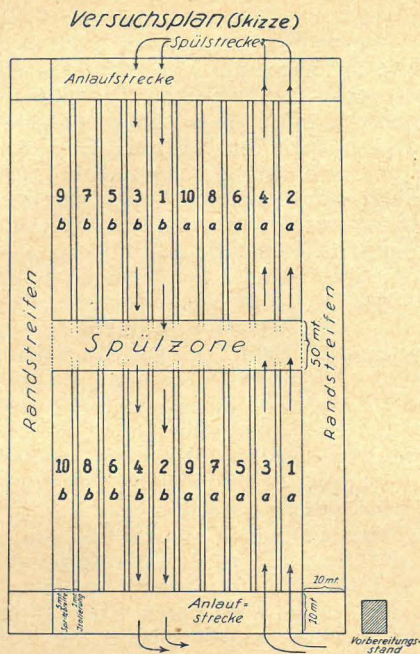 Versuchsplan (Skizze)
Spülstrecke
Anlaufstrecke
9 7 5 3 1 10 8 6 4 2
b b b b b a a a a a
Randstreifen
Spülzone
50 mt.
Randstreifen
10 8 6 4 2 9 7 5 3 1
b b b b b a a a a a
Anlauf=
strecke
10 mt.
10 mt
Vorbereitungs-
stand